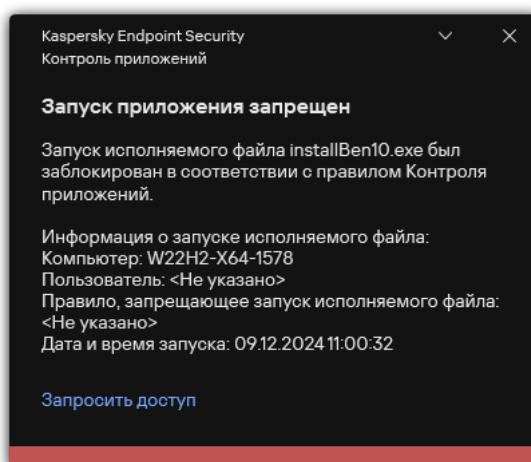 Kaspersky Endpoint Security
Контроль приложений
Запуск приложения запрещен
Запуск исполняемого файла installBen10.exe был
заблокирован в соответствии с правилом Контроля
приложений.
Информация о запуске исполняемого файла:
Компьютер: W22H2-X64-1578
Пользователь: <Не указано>
Правило, запрещающее запуск исполняемого файла:
<Не указано>
Дата и время запуска: 09.12.2024 11:00:32
Запросить доступ